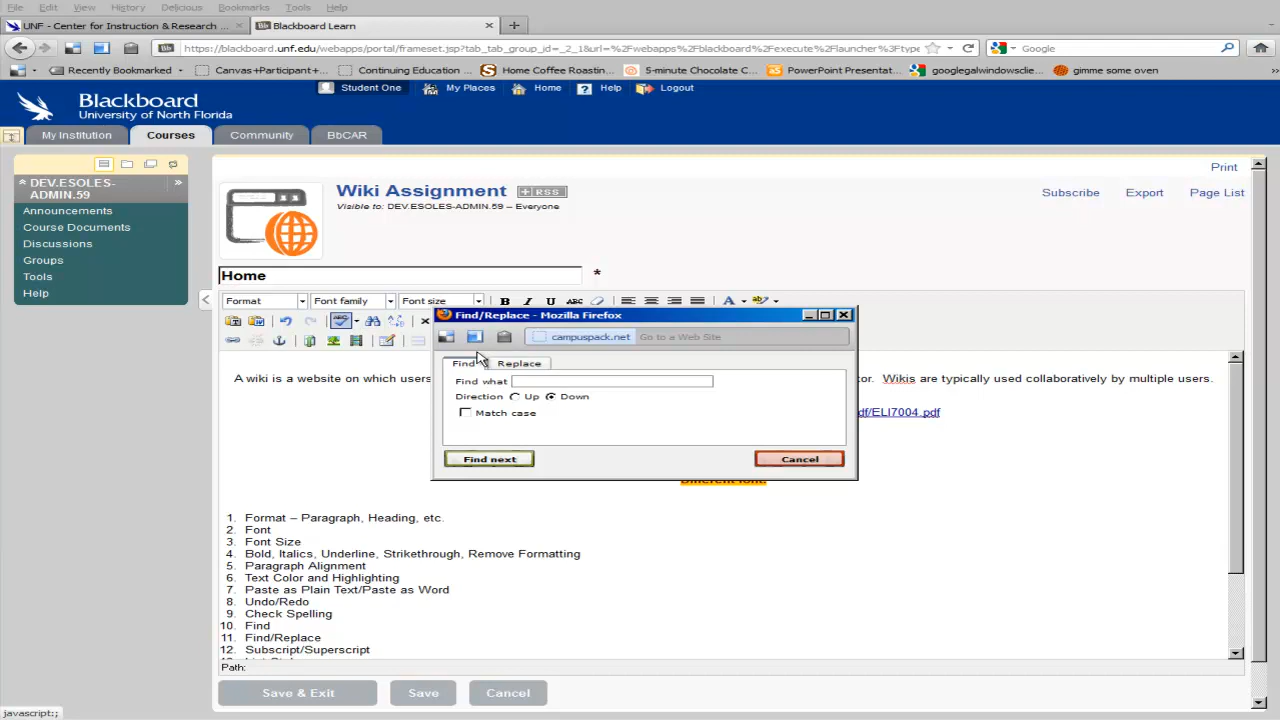 File Edit View History Delicious Bookmarks Tools Help
UNF - Center for Instruction & Research ... × Bb Blackboard Learn × +
Bb https://blackboard.unf.edu/webapps/portal/frameset.jsp?tab_tab_group_id=_2_1&url=%2Fwebapps%2Fblackboard%2Fexecute%2Flauncher%3Ftype Google
Recently Bookmarked Canvas+Participant+... Continuing Education ... Home Coffee Roastin... 5-minute Chocolate C... PowerPoint Presentat... googlegalwindowsclie... gimme some oven
Blackboard
University of North Florida
Student One My Places Home Help Logout
My Institution Courses Community BbCAR
Print
DEV.ESOLES-ADMIN.59
Announcements
Course Documents
Discussions
Groups
Tools
Help
Wiki Assignment +RSS
Visible to: DEV.ESOLES-ADMIN.59 – Everyone
Subscribe Export Page List
Home *
Format Font family Font size B I U ABC A
Find/Replace - Mozilla Firefox
campuspack.net Go to a Web Site
Find Replace
Find what
Direction Up Down
Match case
Find next Cancel
A wiki is a website on which users
or. Wikis are typically used collaboratively by multiple users.
df/ELI7004.pdf
Different font.
1. Format – Paragraph, Heading, etc.
2. Font
3. Font Size
4. Bold, Italics, Underline, Strikethrough, Remove Formatting
5. Paragraph Alignment
6. Text Color and Highlighting
7. Paste as Plain Text/Paste as Word
8. Undo/Redo
9. Check Spelling
10. Find
11. Find/Replace
12. Subscript/Superscript
Path:
Save & Exit Save Cancel
javascript:;